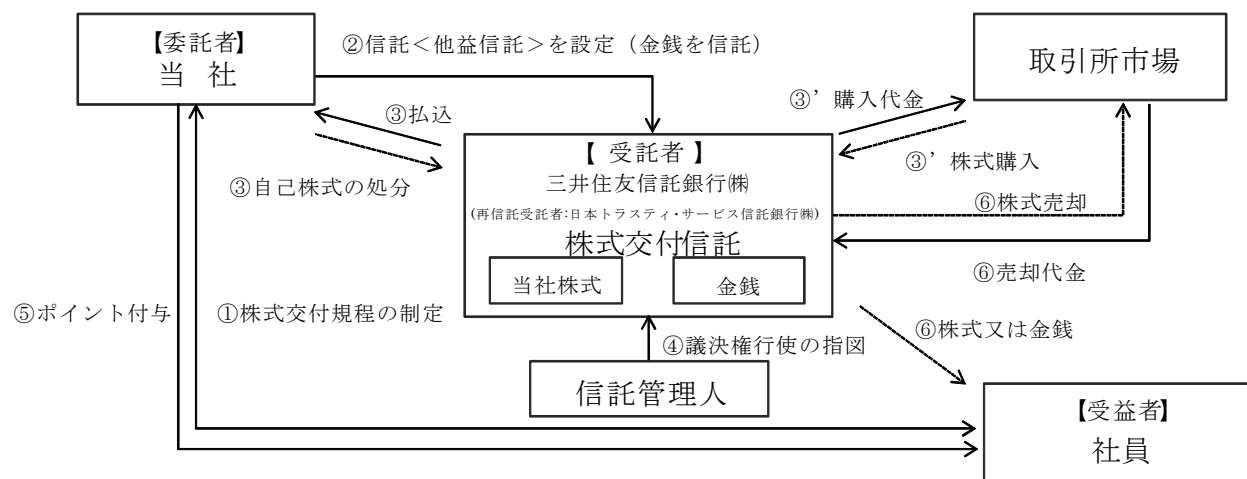 【委託者】
当 社
②信託<他益信託>を設定（金銭を信託）
取引所市場
③払込
③自己株式の処分
③’購入代金
③’株式購入
【 受託者 】
三井住友信託銀行㈱
(再信託受託者:日本トラスティ・サービス信託銀行㈱)
株式交付信託
当社株式
金銭
⑥株式売却
⑥売却代金
⑤ポイント付与
①株式交付規程の制定
④議決権行使の指図
⑥株式又は金銭
信託管理人
【受益者】
社員